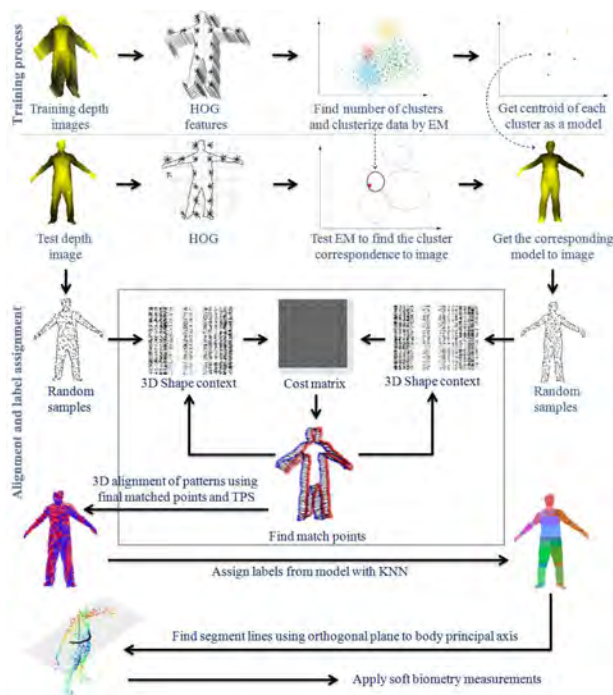 Training process
Training depth
images
HOG
features
Find number of clusters
and clusterize data by EM
Get centroid of each
cluster as a model
Test depth
image
HOG
Test EM to find the cluster
correspondence to image
Get the corresponding
model to image
Alignment and label assignment
Random
samples
3D Shape context
Cost matrix
3D Shape context
Random
samples
3D alignment of patterns using
final matched points and TPS
Find match points
Assign labels from model with KNN
Find segment lines using orthogonal plane to body principal axis
Apply soft biometry measurements